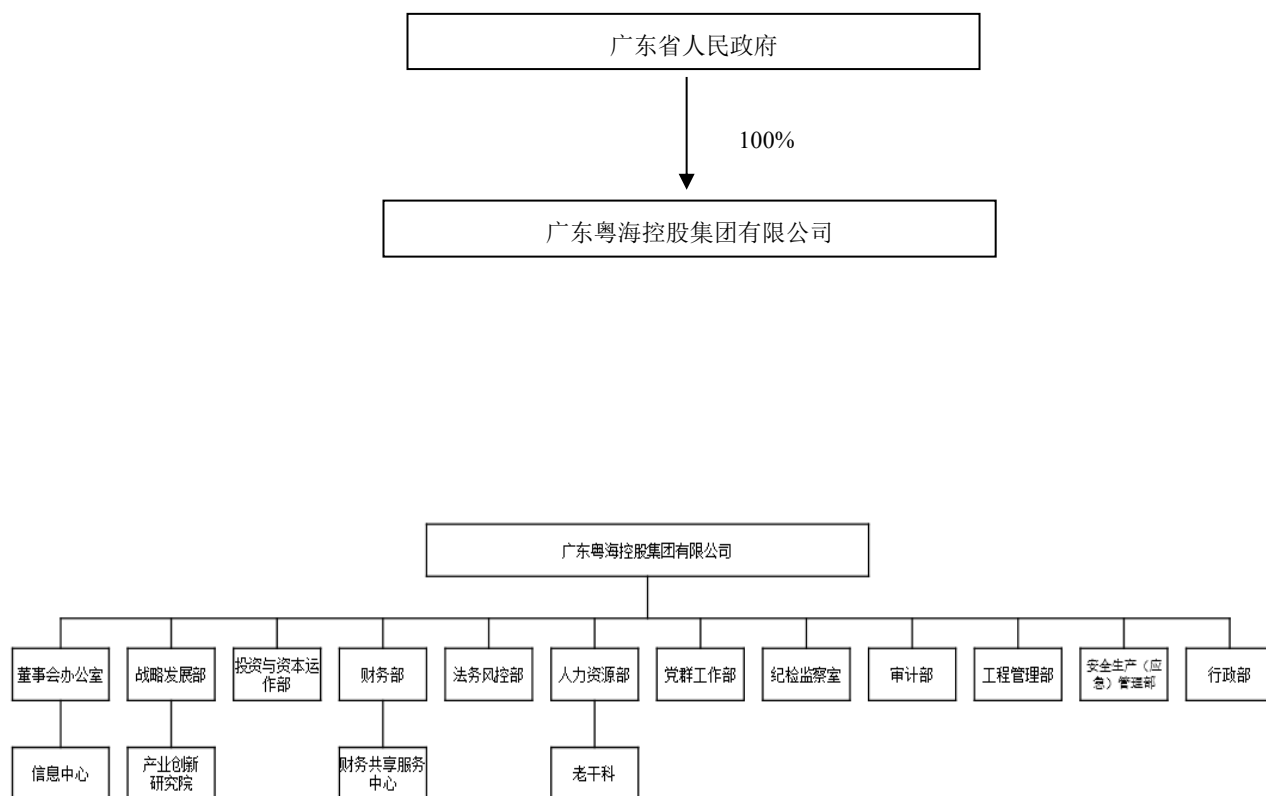 广东省人民政府
100%
广东粤海控股集团有限公司
广东粤海控股集团有限公司
董事会办公室
战略发展部
投资与资本运
作部
财务部
法务风控部
人力资源部
党群工作部
纪检监察室
审计部
工程管理部
安全生产（应
急）管理部
行政部
信息中心
产业创新
研究院
财务共享服务
中心
老干科